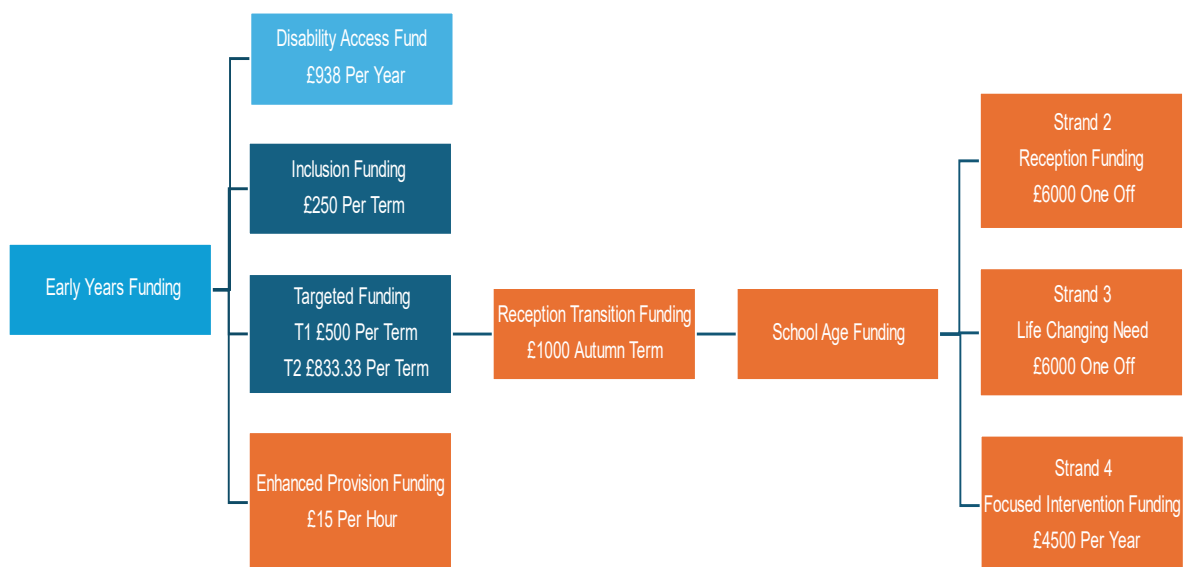 Early Years Funding
Disability Access Fund
£938 Per Year
Inclusion Funding
£250 Per Term
Targeted Funding
T1 £500 Per Term
T2 £833.33 Per Term
Enhanced Provision Funding
£15 Per Hour
Reception Transition Funding
£1000 Autumn Term
School Age Funding
Strand 2
Reception Funding
£6000 One Off
Strand 3
Life Changing Need
£6000 One Off
Strand 4
Focused Intervention Funding
£4500 Per Year